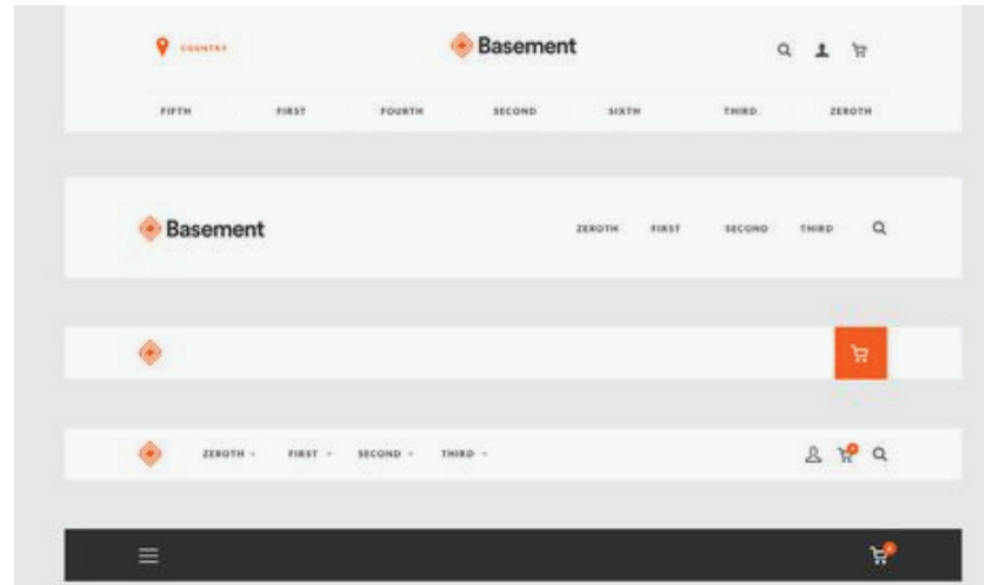 COUNTRY
Basement
FIFTH FIRST FOURTH SECOND SIXTH THIRD ZEROTH
Basement
ZEROTH FIRST SECOND THIRD
ZEROTH FIRST SECOND THIRD